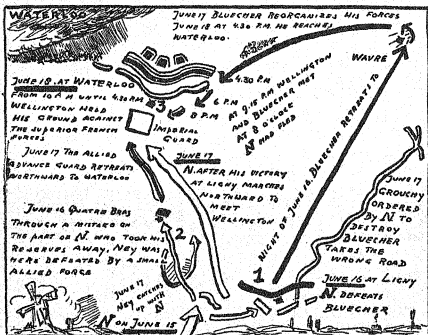 WATERLOO
JUNE 17 BLUECHER REORGANIZES HIS FORCES
JUNE 18 AT 4.30 P.M. HE REACHES
WATERLOO.
WAVRE
JUNE 18 AT WATERLOO
FROM 10 A M UNTIL 4.30 P.M
WELLINGTON HELD
HIS GROUND AGAINST
THE SUPERIOR FRENCH
FORCES
3
4.30 P.M.
6 P.M
8 P.M
IMPERIAL
GUARD
AT 9.15 P.M. WELLINGTON
AND BLUECHER MET
AT 8 O'CLOCK
N HAD FLED
JUNE 17 THE ALLIED
ADVANCE GUARD RETREATS
NORTHWARD TO WATERLOO
JUNE 17
N. AFTER HIS VICTORY
AT LIGNY MARCHES
NORTHWARD TO
MEET
WELLINGTON
NIGHT OF JUNE 16. BLUECHER RETREATS TO
JUNE 17
GROUCHY
ORDERED
BY N TO
DESTROY
BLUECHER
TAKES THE
WRONG ROAD
JUNE 16 QUATRE BRAS
THROUGH A MISTAKE ON
THE PART OF N. WHO TOOK HIS
RESERVES AWAY, NEY WAS
HERE DEFEATED BY A SMALL
ALLIED FORCE
2
JUNE 17
NEY CATCHES
UP WITH
N
1
JUNE 16 AT LIGNY
N. DEFEATS
BLUECHER
N ON JUNE 15